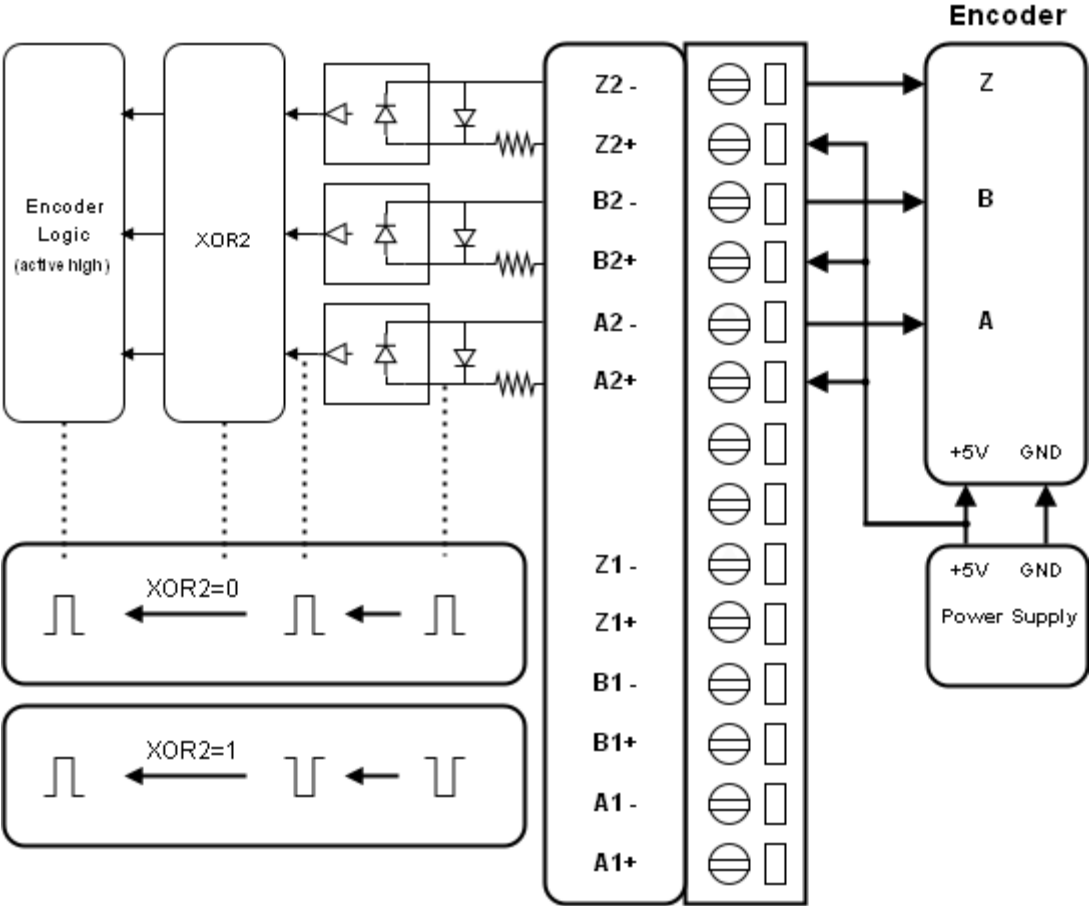 Encoder
Encoder
Logic
(active high)
XOR2
Z2 -
Z2+
B2 -
B2+
A2 -
A2+
Z1 -
Z1+
B1 -
B1+
A1 -
A1+
Z
B
A
+5V GND
+5V GND
Power Supply
XOR2=0
XOR2=1